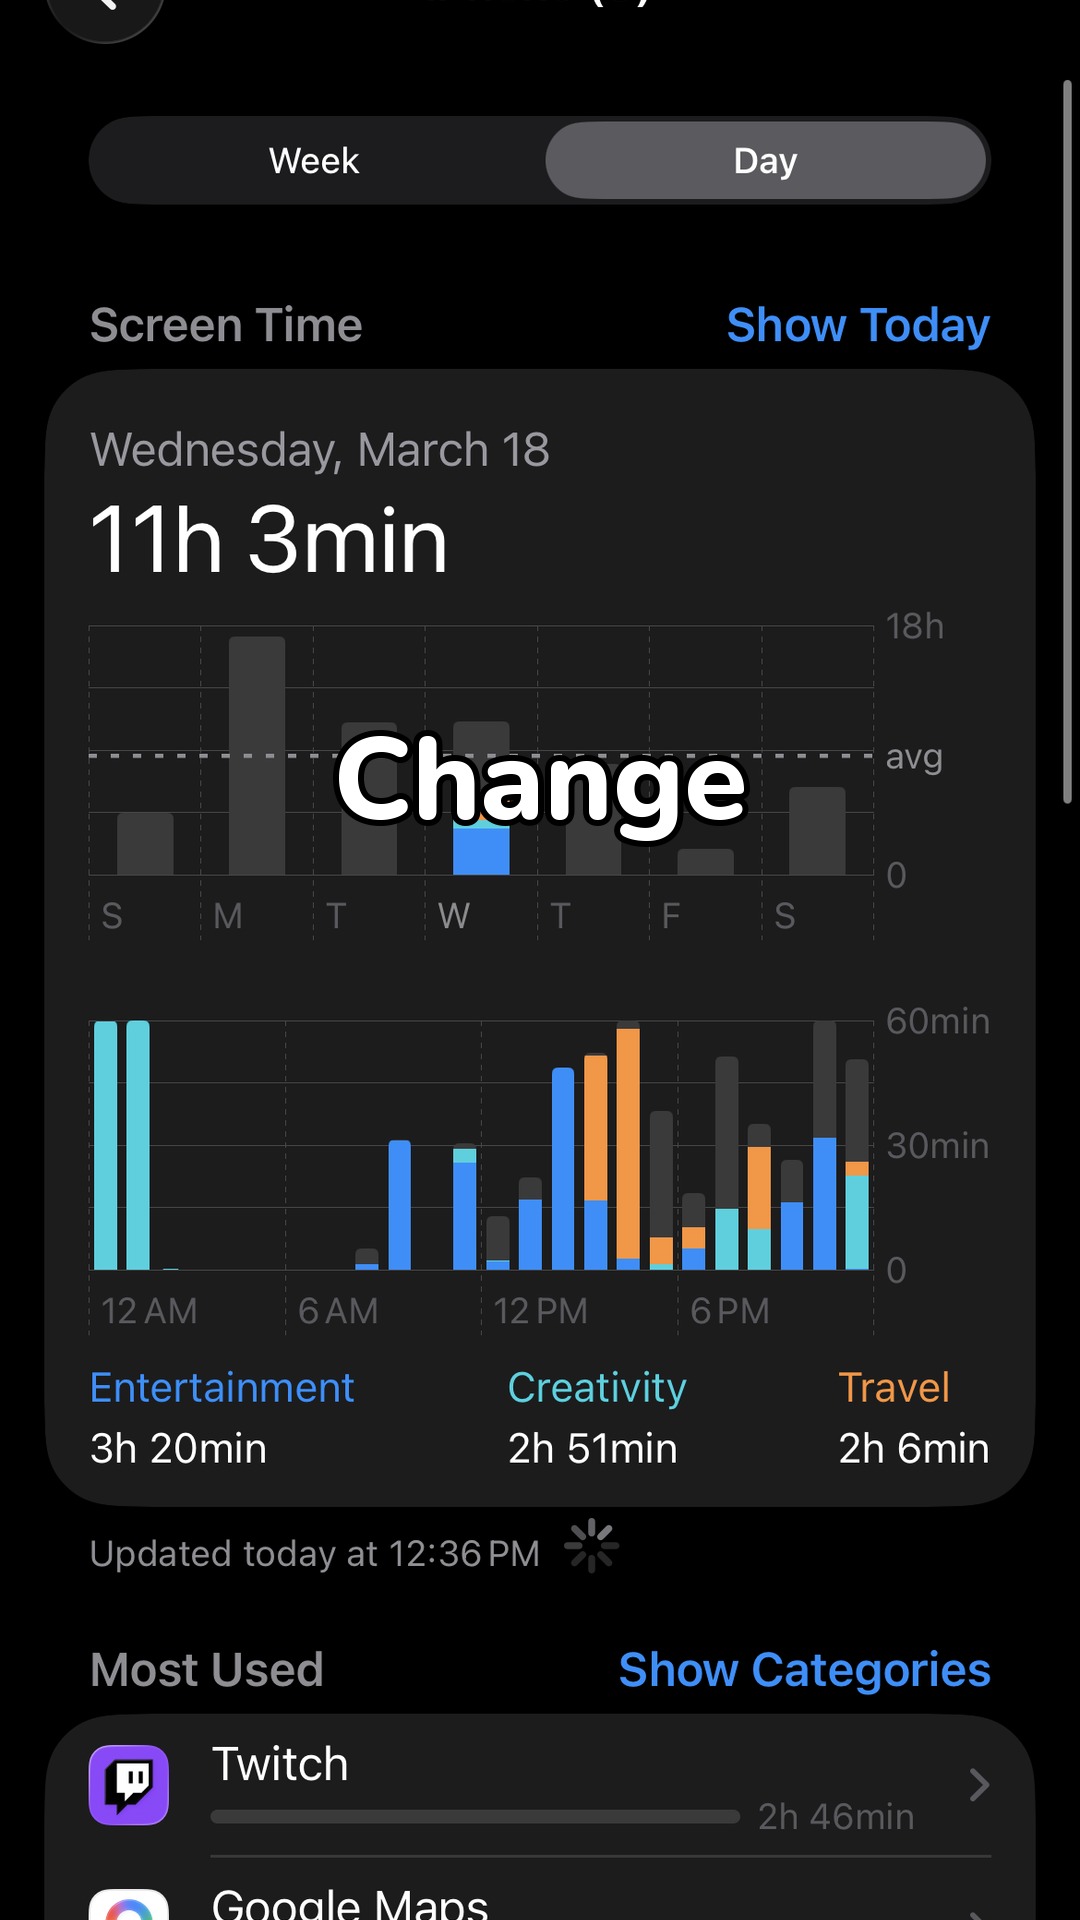 Week
Day
Screen Time
Show Today
Wednesday, March 18
11h 3min
18h
avg
Change
0
S M T W T F S
60min
30min
0
12 AM 6 AM 12 PM 6 PM
Entertainment Creativity Travel
3h 20min 2h 51min 2h 6min
Updated today at 12:36 PM
Most Used
Show Categories
Twitch
2h 46min
Google Maps